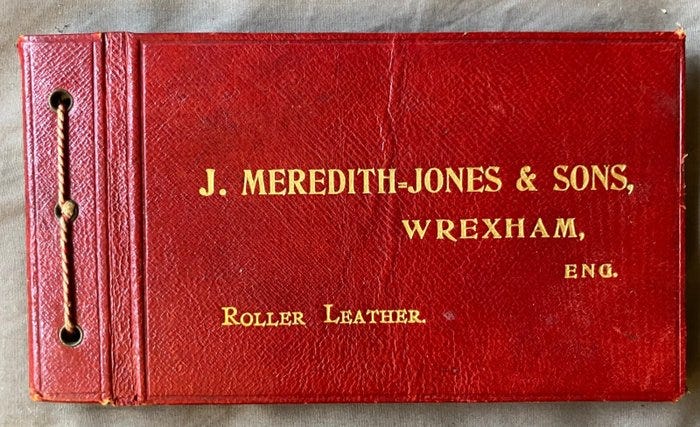 J. MEREDITH=JONES & SONS,
WREXHAM,
ENG.
ROLLER LEATHER.